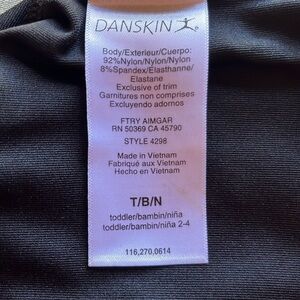 DANSKIN
Body/Exterieur/Cuerpo:
92%Nylon/Nylon/Nylon
8%Spandex/Elasthanne/
Elastane
Exclusive of trim
Garnitures non comprises
Excluyendo adornos
FTRY AIMGAR
RN 50369 CA 45790
STYLE 4298
Made in Vietnam
Fabriqué aux Vietnam
Hecho en Vietnam
T/B/N
toddler/bambin/niña
toddler/bambin/niña 2-4
116,270,0614